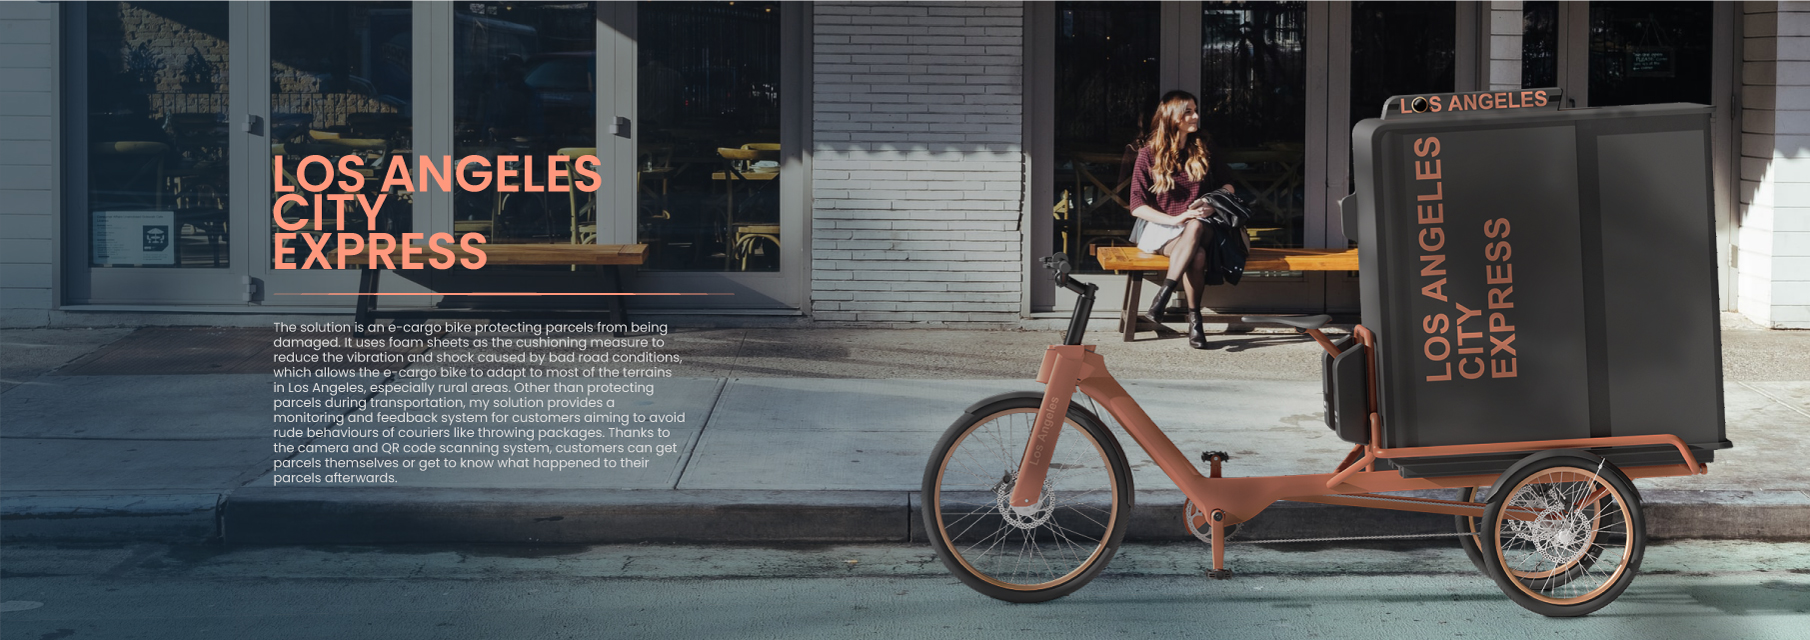 LOS ANGELES
CITY
EXPRESS
The solution is an e-cargo bike protecting parcels from being
damaged. It uses foam sheets as the cushioning measure to
reduce the vibration and shock caused by bad road conditions,
which allows the e-cargo bike to adapt to most of the terrains
in Los Angeles, especially rural areas. Other than protecting
parcels during transportation, my solution provides a
monitoring and feedback system for customers aiming to avoid
rude behaviours of couriers like throwing packages. Thanks to
the camera and QR code scanning system, customers can get
parcels themselves or get to know what happened to their
parcels afterwards.
LOS ANGELES
LOS ANGELES
CITY
EXPRESS
Los Angeles